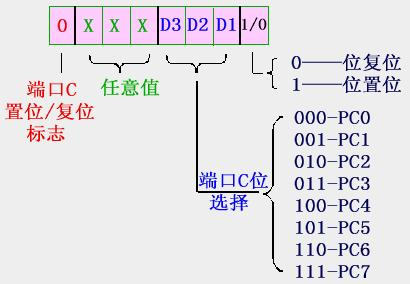 0 X X X D3 D2 D1 1/0
0——位复位
1——位置位
端口C
置位/复位
标志
任意值
端口C位
选择
000-PC0
001-PC1
010-PC2
011-PC3
100-PC4
101-PC5
110-PC6
111-PC7